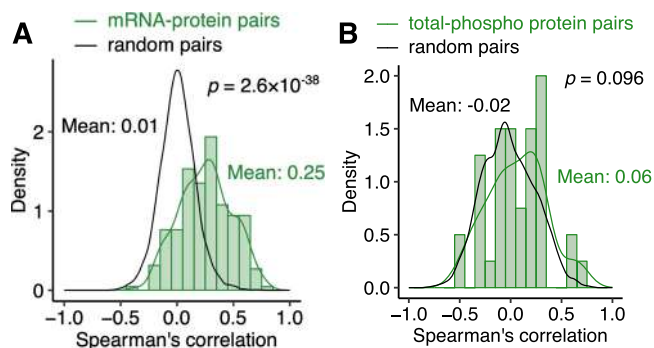 A
mRNA-protein pairs
random pairs
p = 2.6×10-38
Mean: 0.01
Mean: 0.25
Density
2
1
0
−1.0 −0.5 0.0 0.5 1.0
Spearman's correlation
B
total-phospho protein pairs
random pairs
p = 0.096
Mean: -0.02
Mean: 0.06
Density
2.0
1.5
1.0
0.5
0.0
−1.0 −0.5 0.0 0.5 1.0
Spearman's correlation